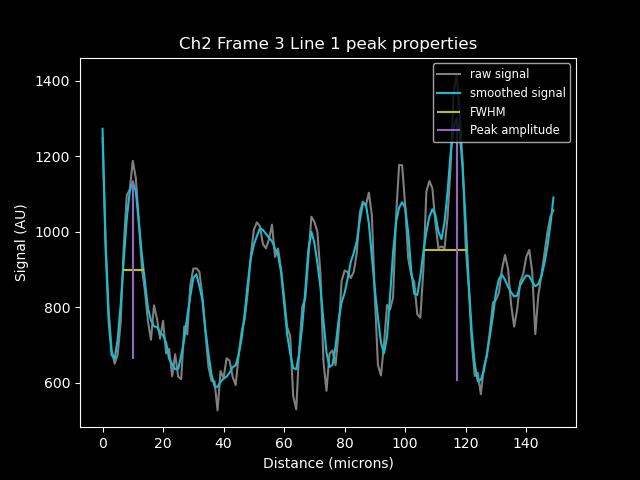 Ch2 Frame 3 Line 1 peak properties
Signal (AU)
1400
1200
1000
800
600
raw signal
smoothed signal
FWHM
Peak amplitude
0 20 40 60 80 100 120 140
Distance (microns)